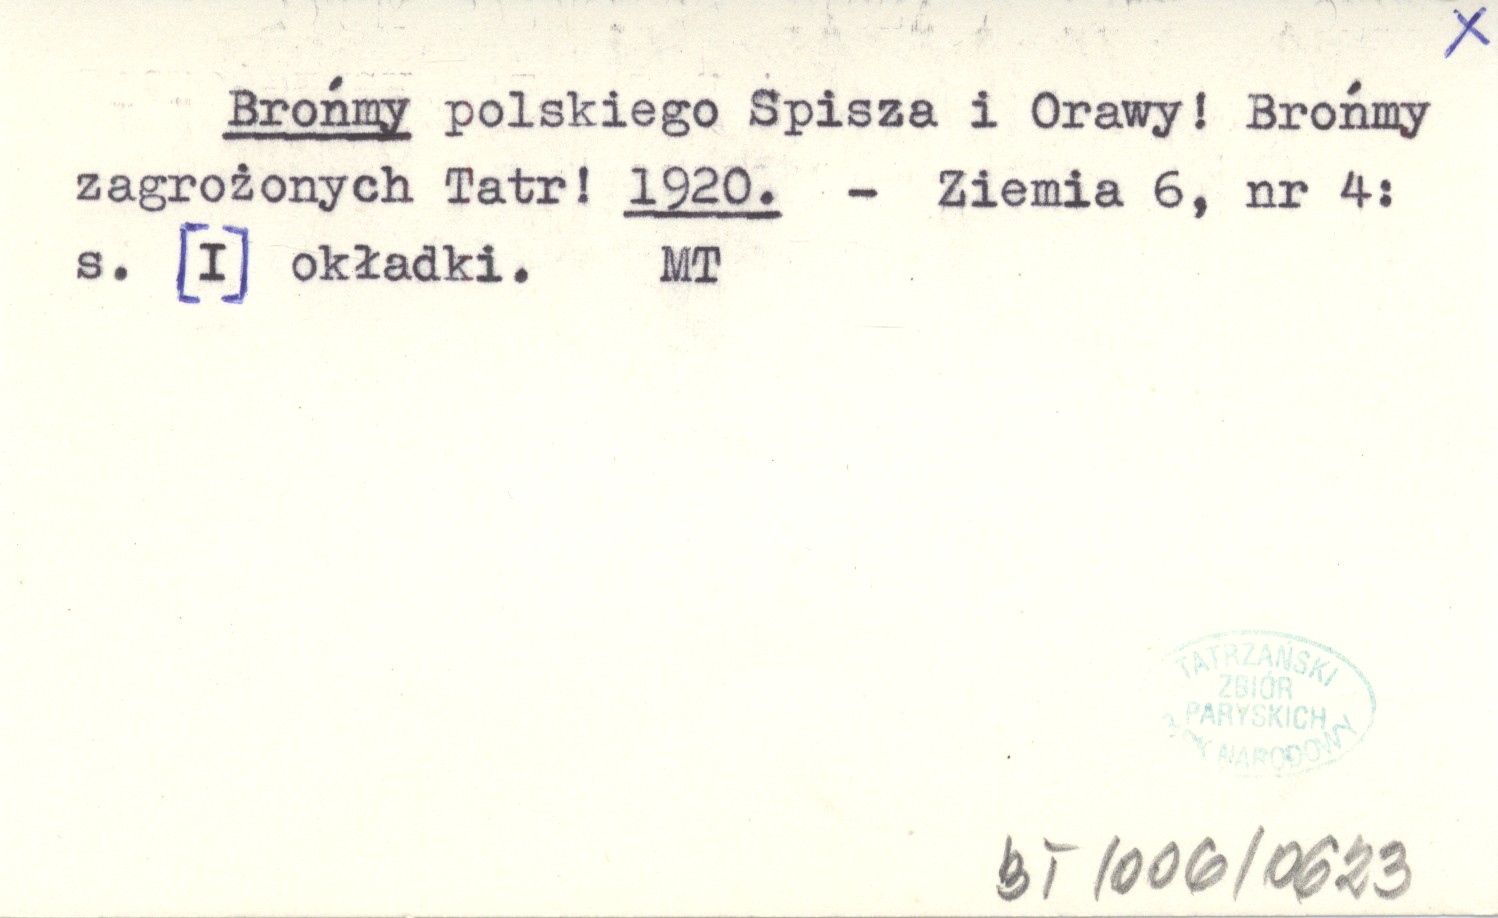 X
Brońmy polskiego Spisza i Orawy! Brońmy
zagrożonych Tatr! 1920. - Ziemia 6, nr 4:
s. [I] okładki. MT
TATRZAŃSKI
ZBIÓR
PARYSKICH
NARODOWY
BT/006/0623